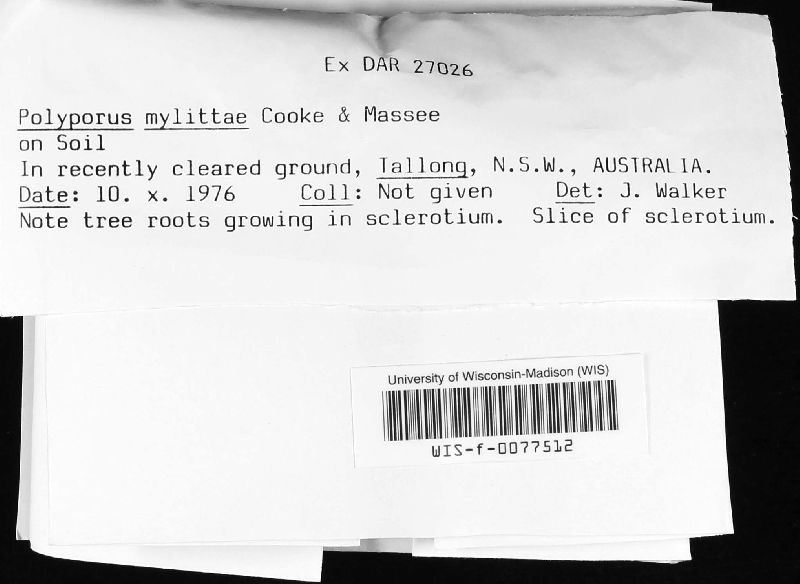 Ex DAR 27026
Polyporus mylittae Cooke & Massee
on Soil
In recently cleared ground, Tallong, N.S.W., AUSTRALIA.
Date: 10. x. 1976 Coll: Not given Det: J. Walker
Note tree roots growing in sclerotium. Slice of sclerotium.
University of Wisconsin-Madison (WIS)
WIS-f-0077512